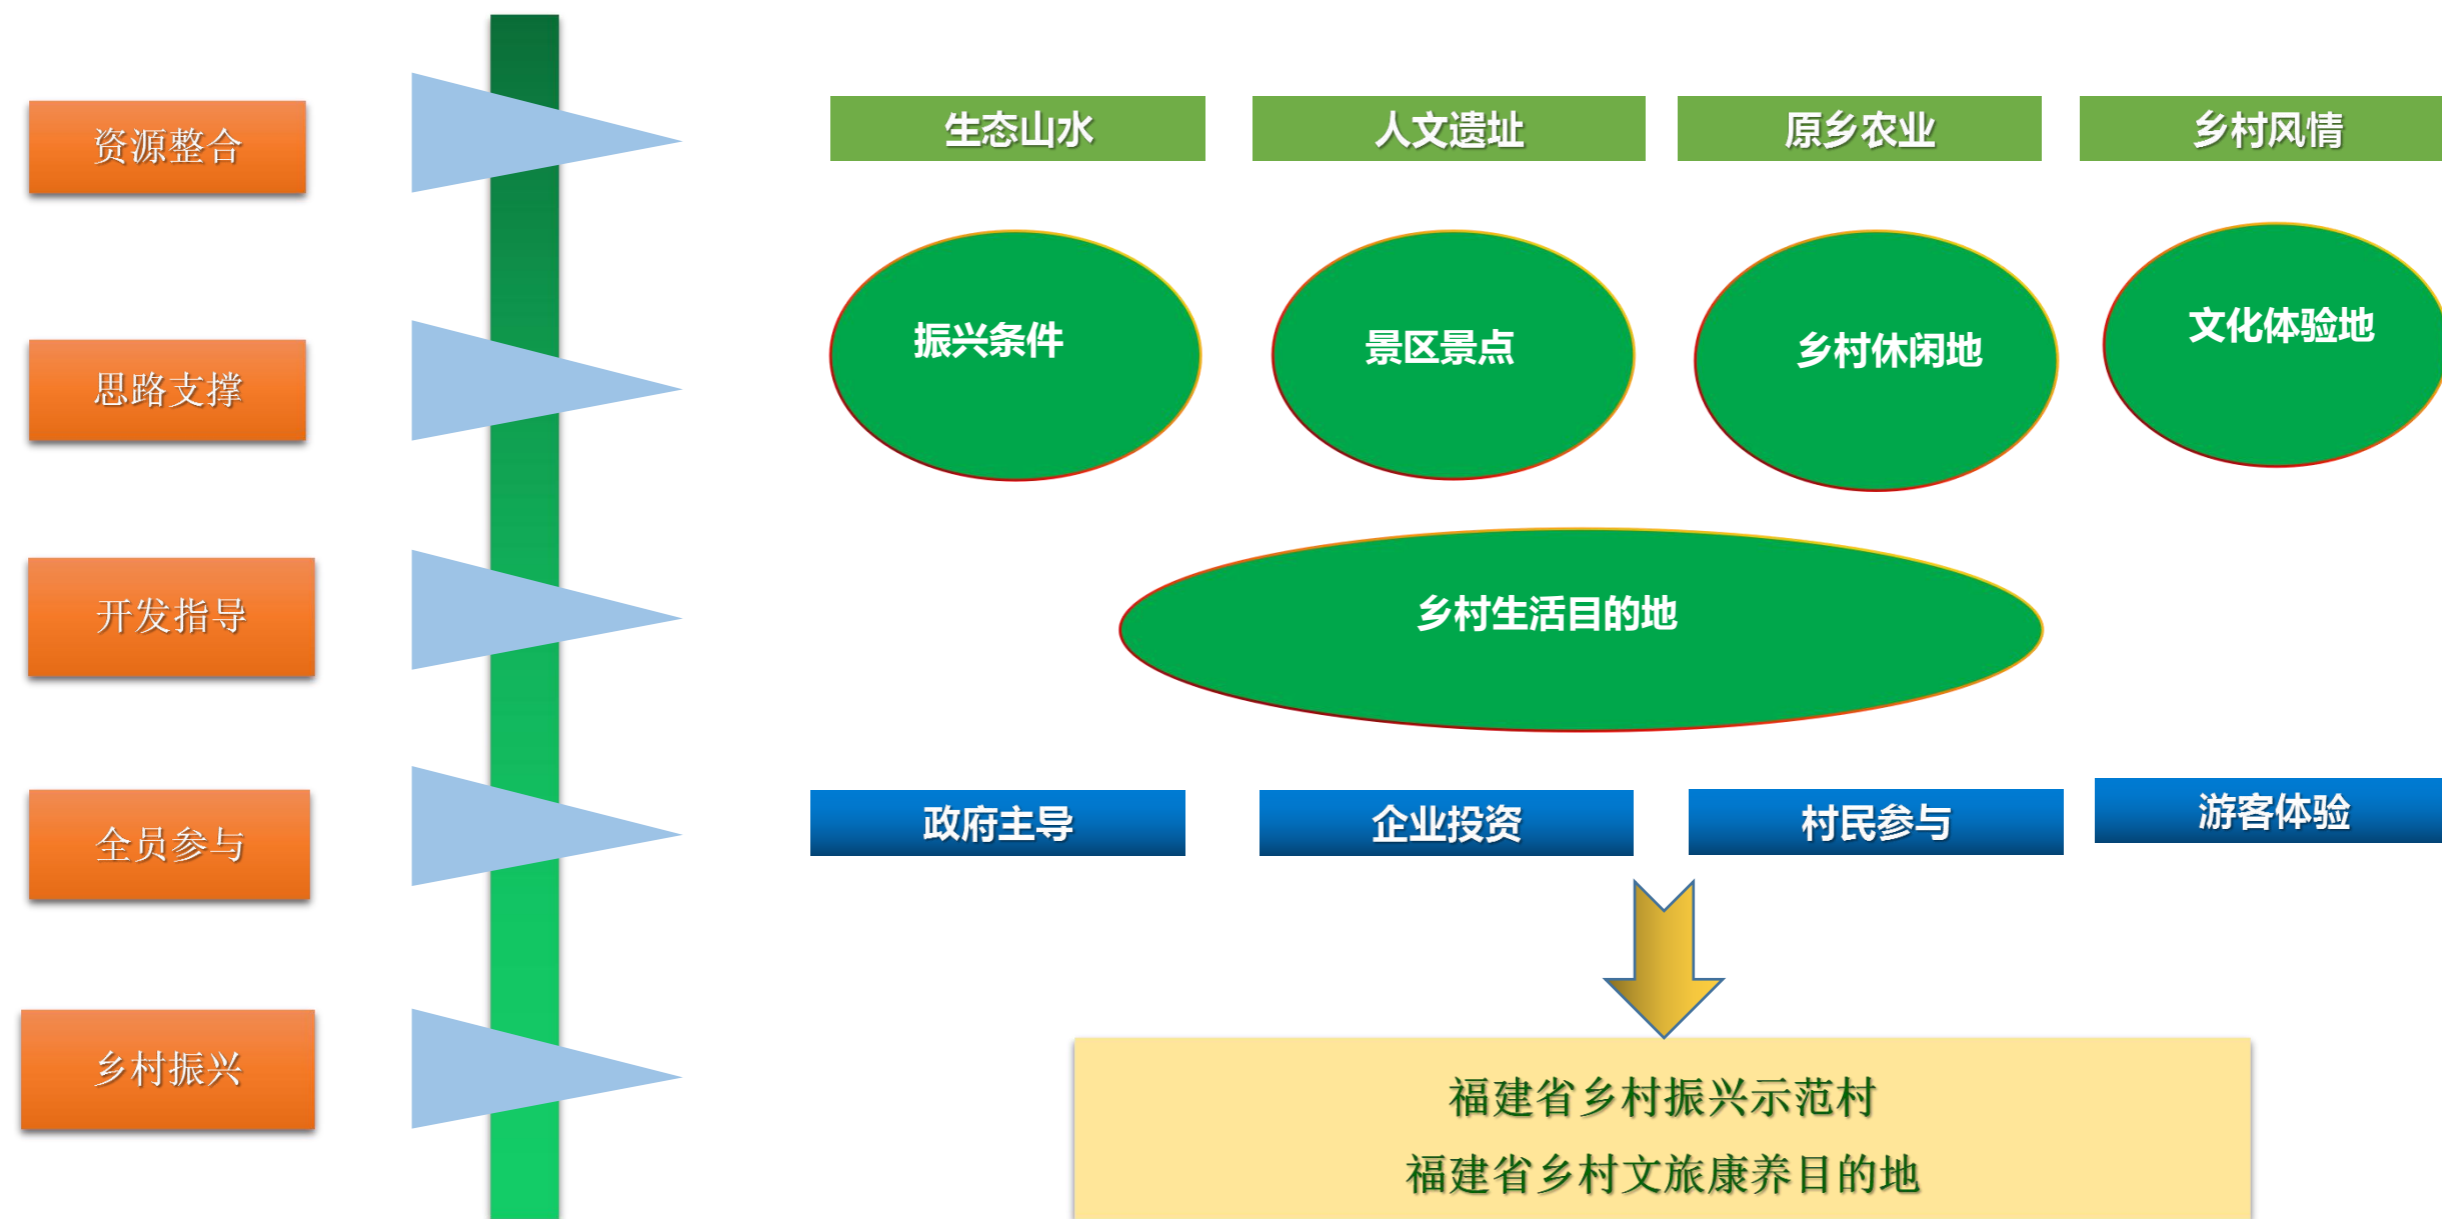 资源整合
生态山水
人文遗址
原乡农业
乡村风情
思路支撑
振兴条件
景区景点
乡村休闲地
文化体验地
开发指导
乡村生活目的地
全员参与
政府主导
企业投资
村民参与
游客体验
乡村振兴
福建省乡村振兴示范村
福建省乡村文旅康养目的地